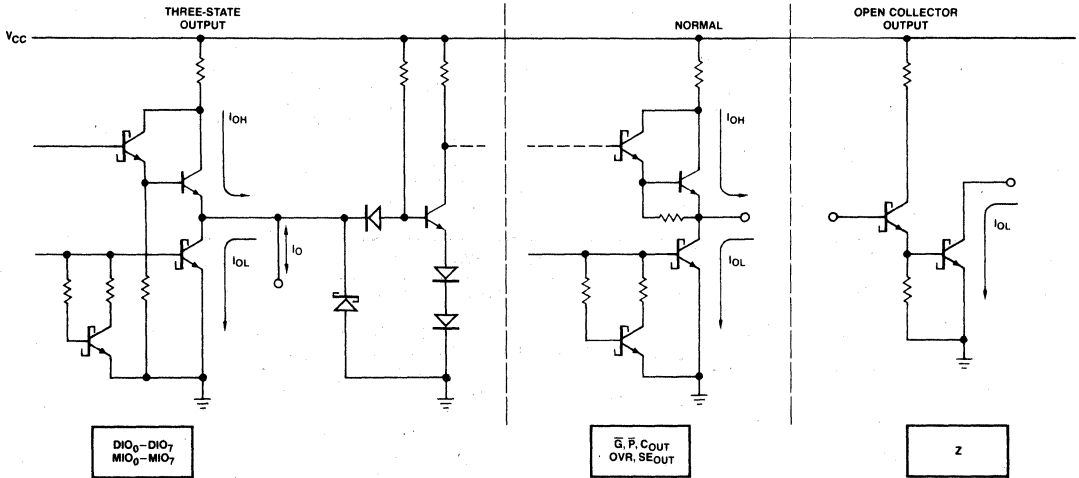 THREE-STATE
OUTPUT
NORMAL
OPEN COLLECTOR
OUTPUT
VCC
IOH
IOH
IO
IOL
IOL
IOL
DIO0–DIO7
MIO0–MIO7
G̅, P̅, COUT
OVR, SEOUT
Z